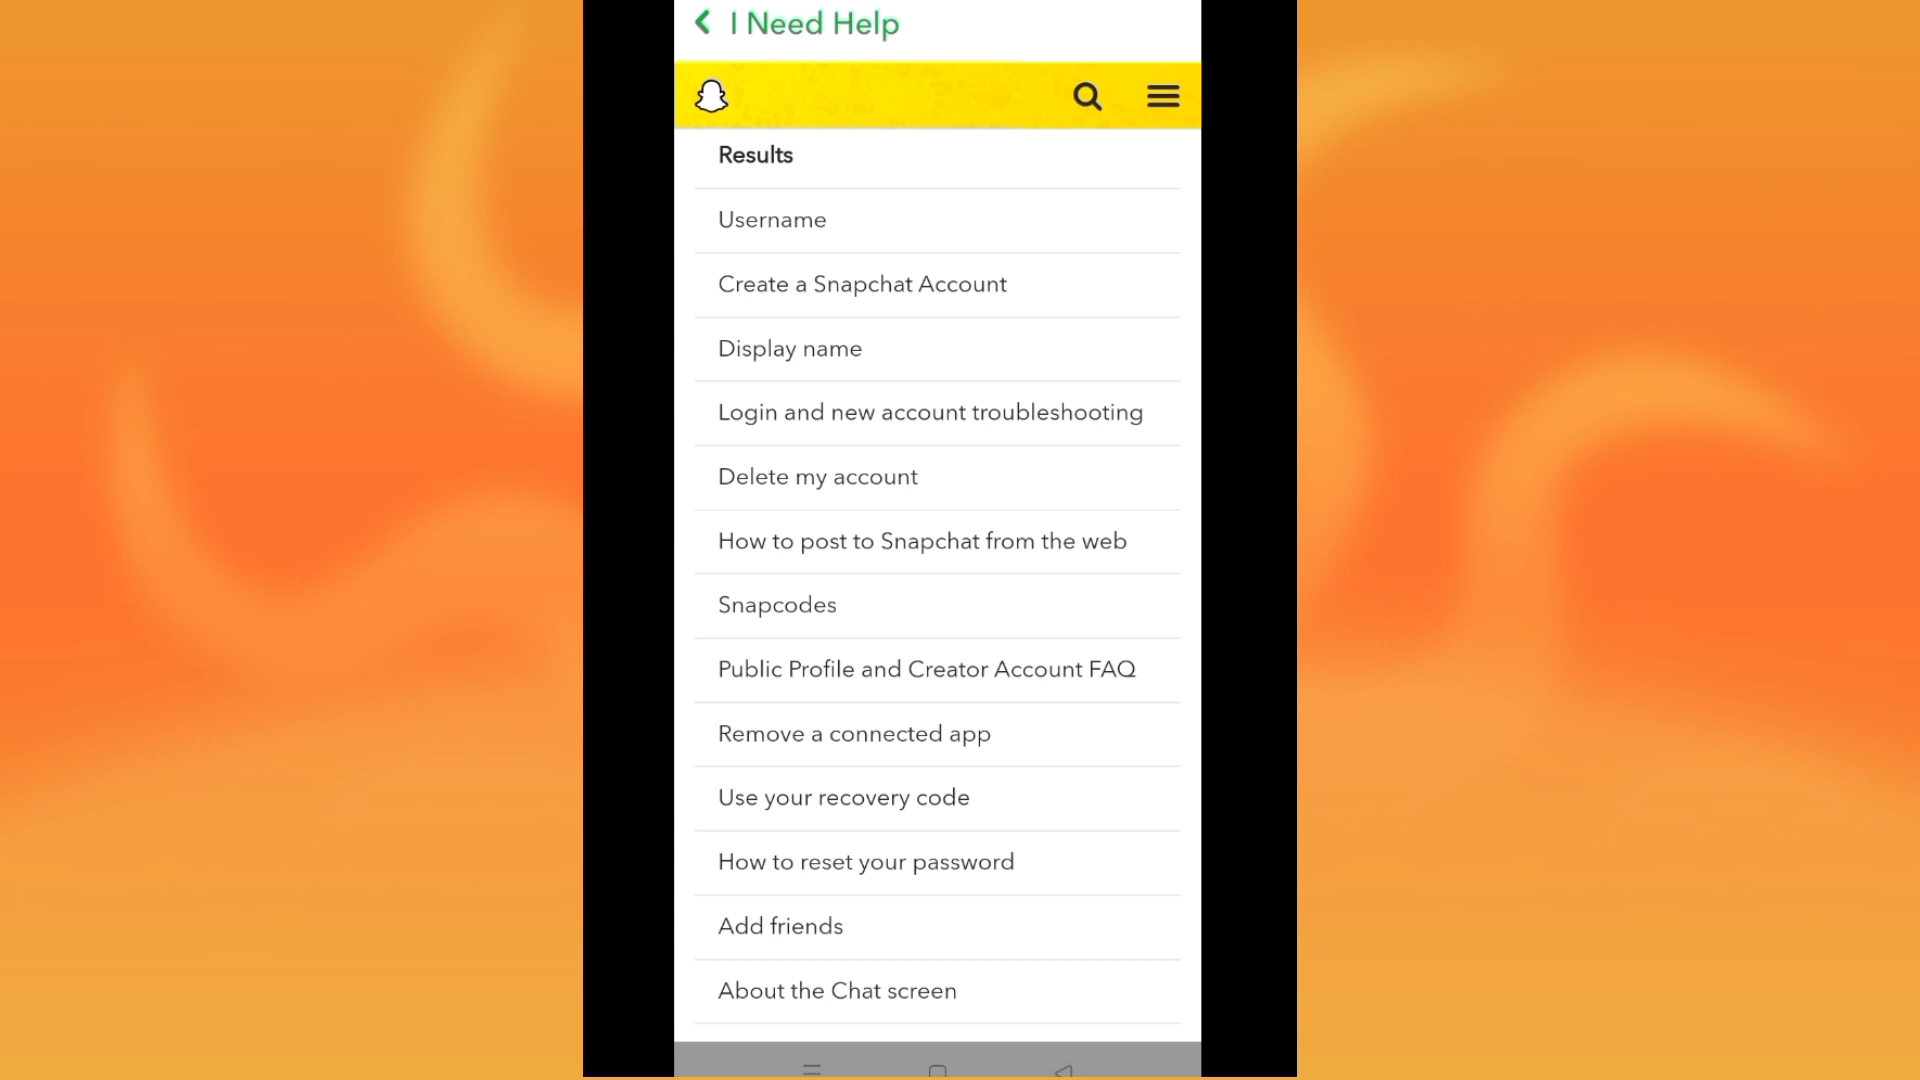 I Need Help
Results
Username
Create a Snapchat Account
Display name
Login and new account troubleshooting
Delete my account
How to post to Snapchat from the web
Snapcodes
Public Profile and Creator Account FAQ
Remove a connected app
Use your recovery code
How to reset your password
Add friends
About the Chat screen